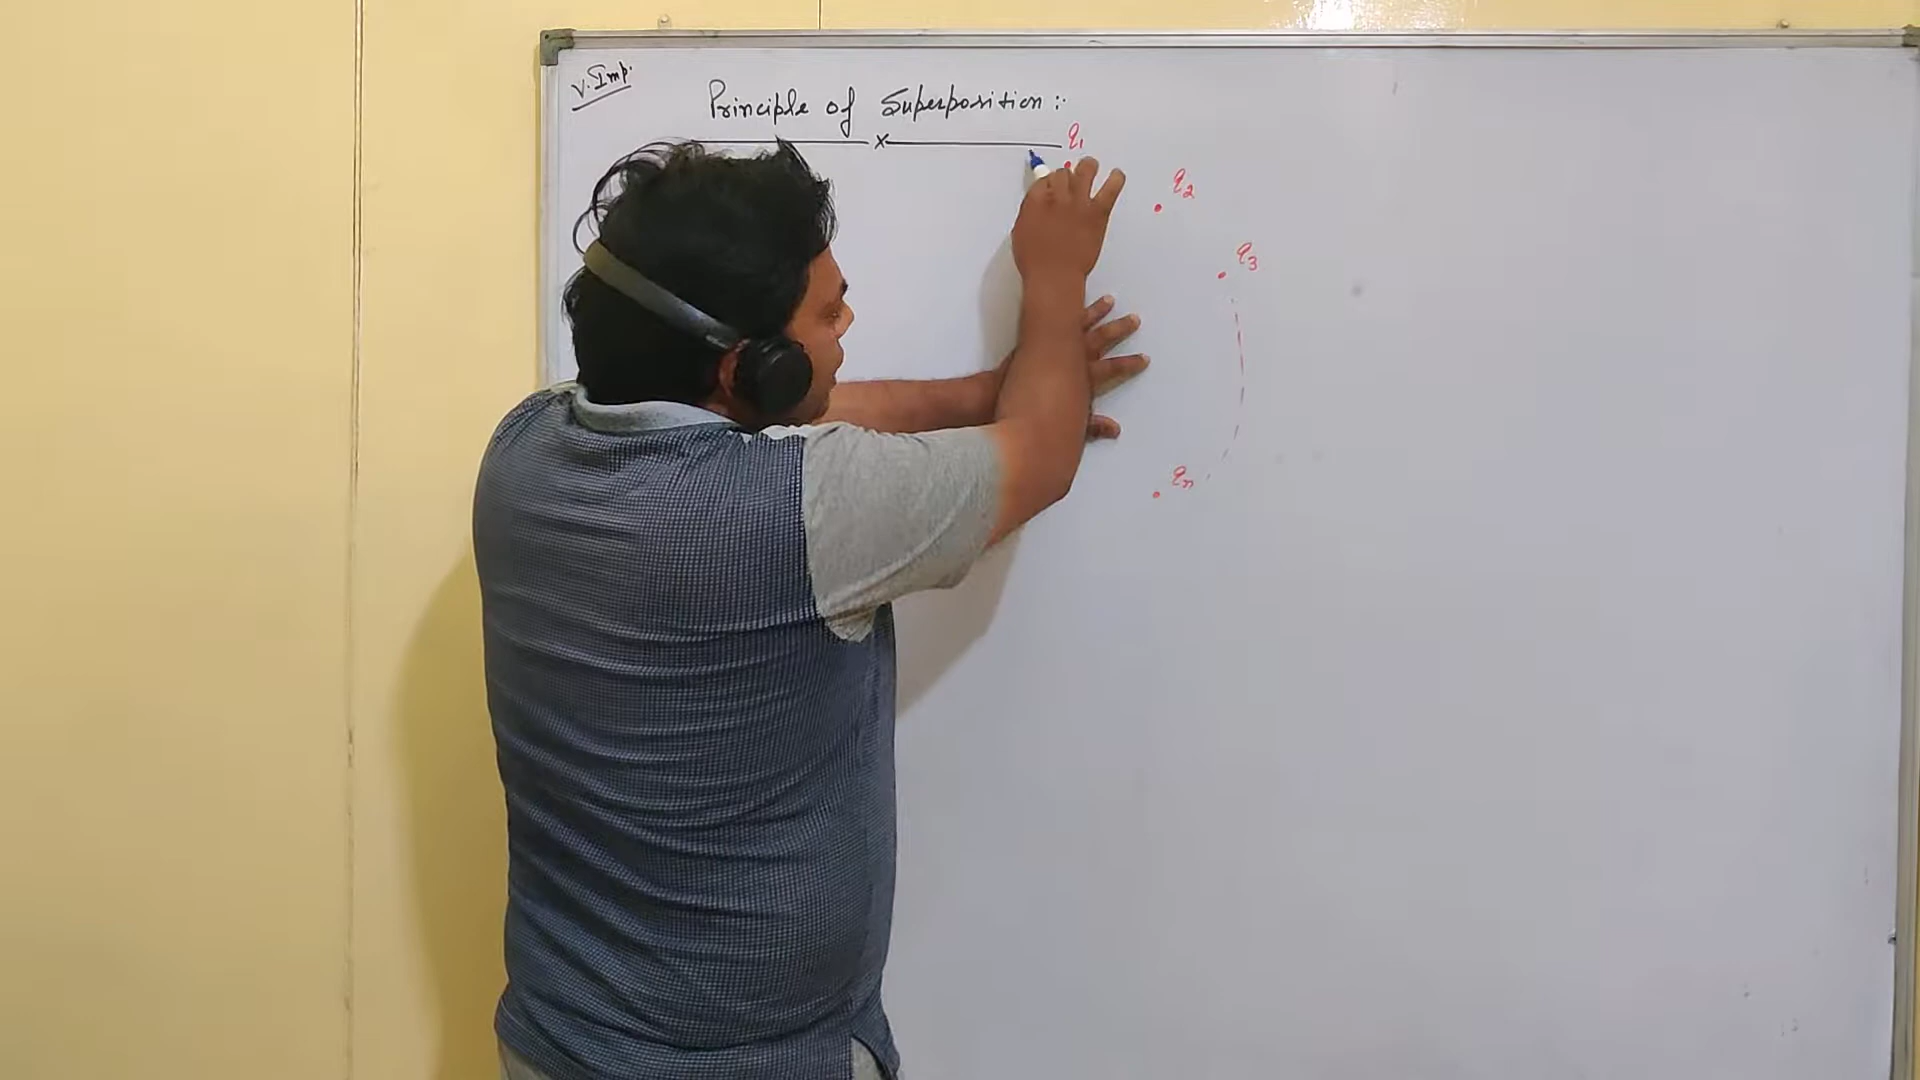 V. Imp.
Principle of Superposition :-
x
q₁
q₂
q₃
qₙ